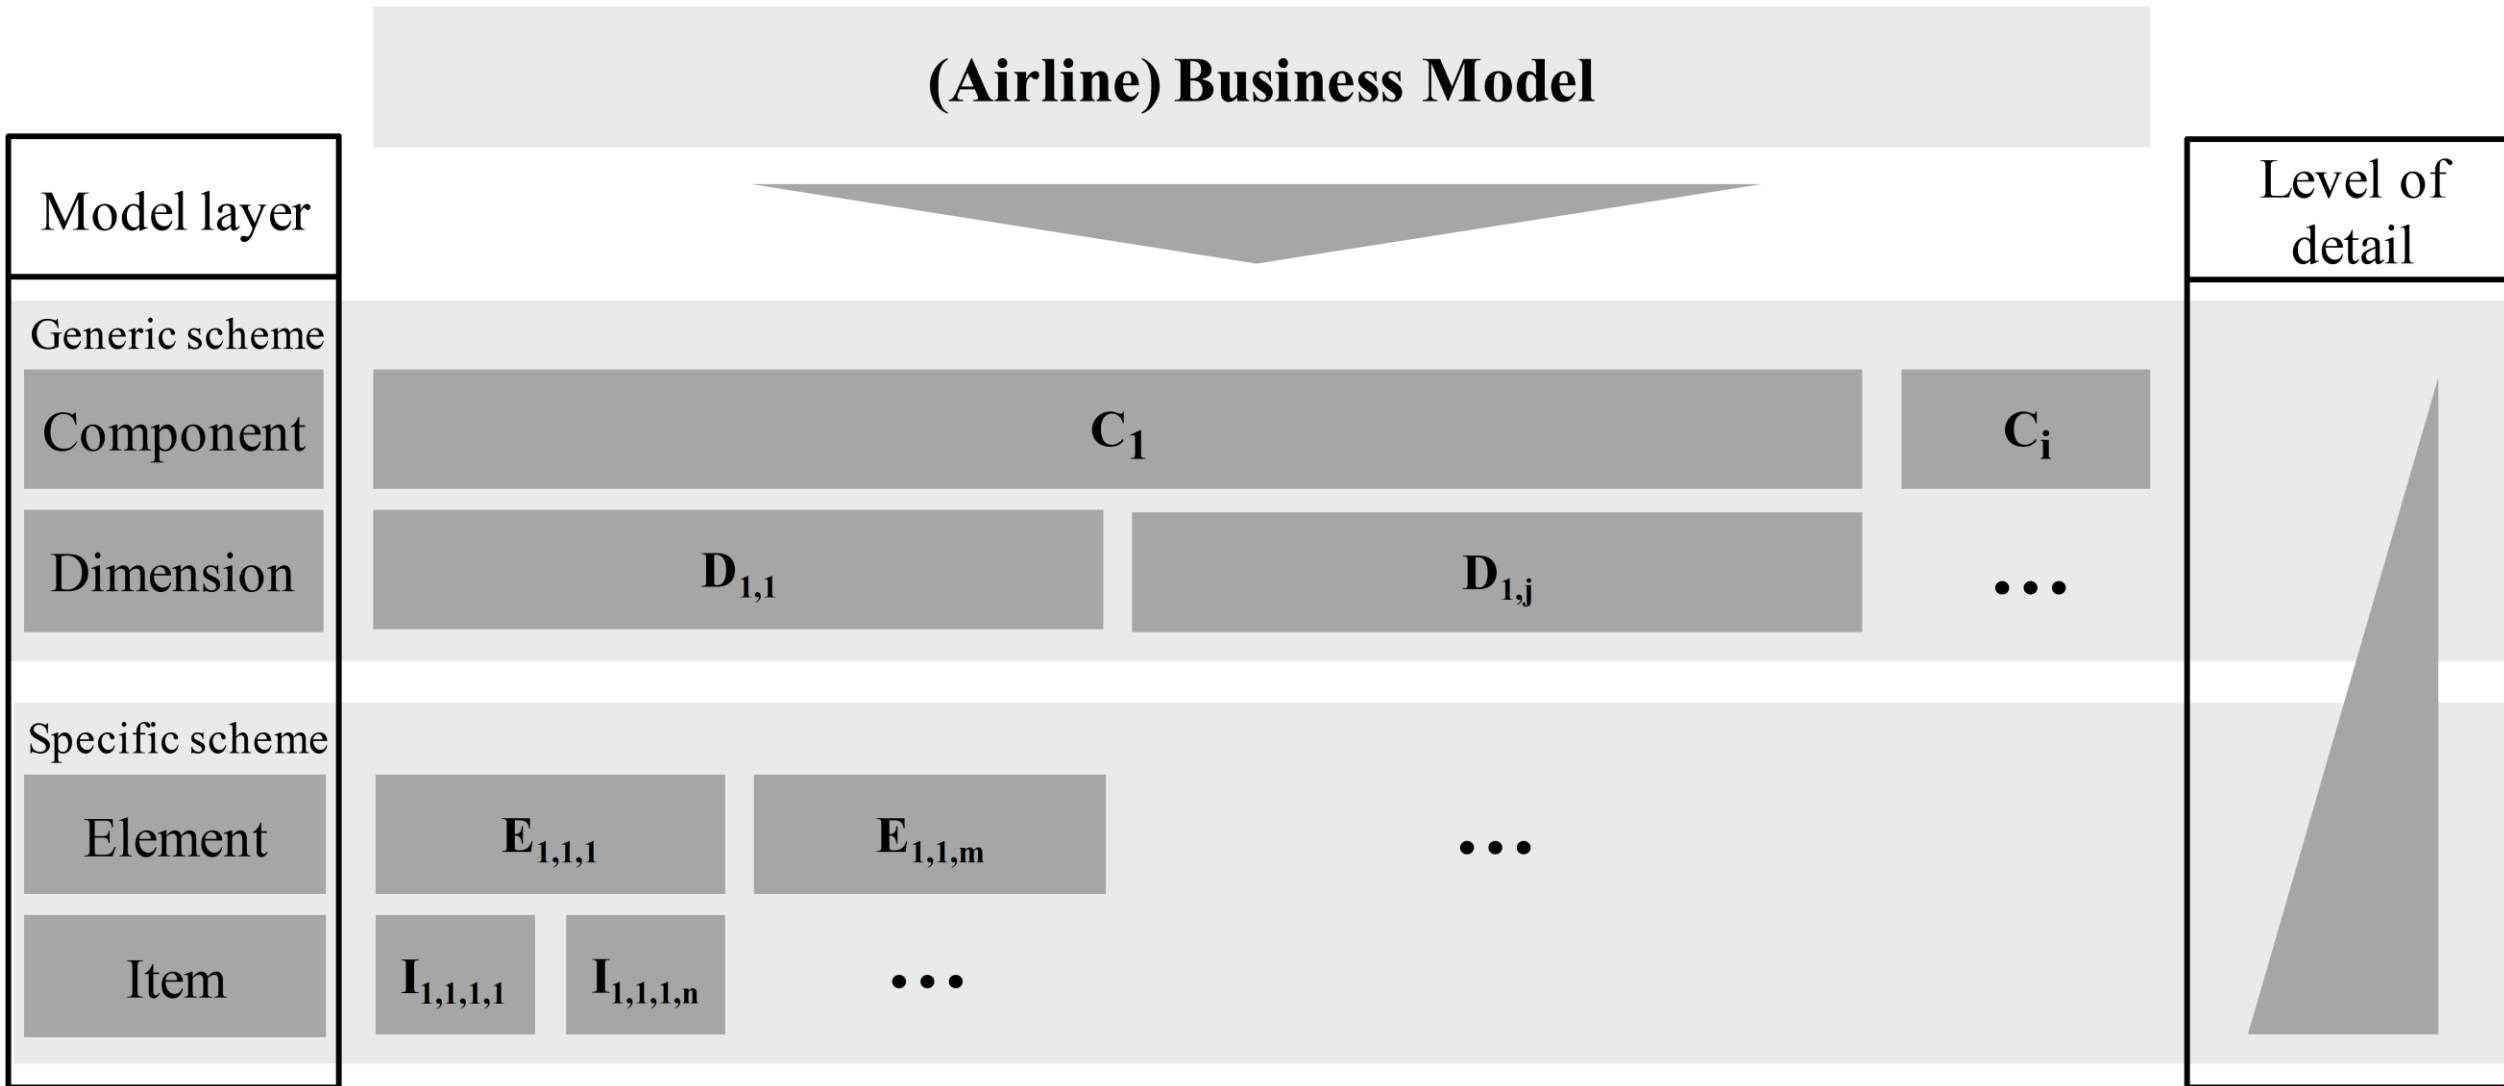 (Airline) Business Model
Model layer
Level of
detail
Generic scheme
Component
C1
Ci
Dimension
D1,1
D1,j
...
Specific scheme
Element
E1,1,1
E1,1,m
...
Item
I1,1,1,1
I1,1,1,n
...